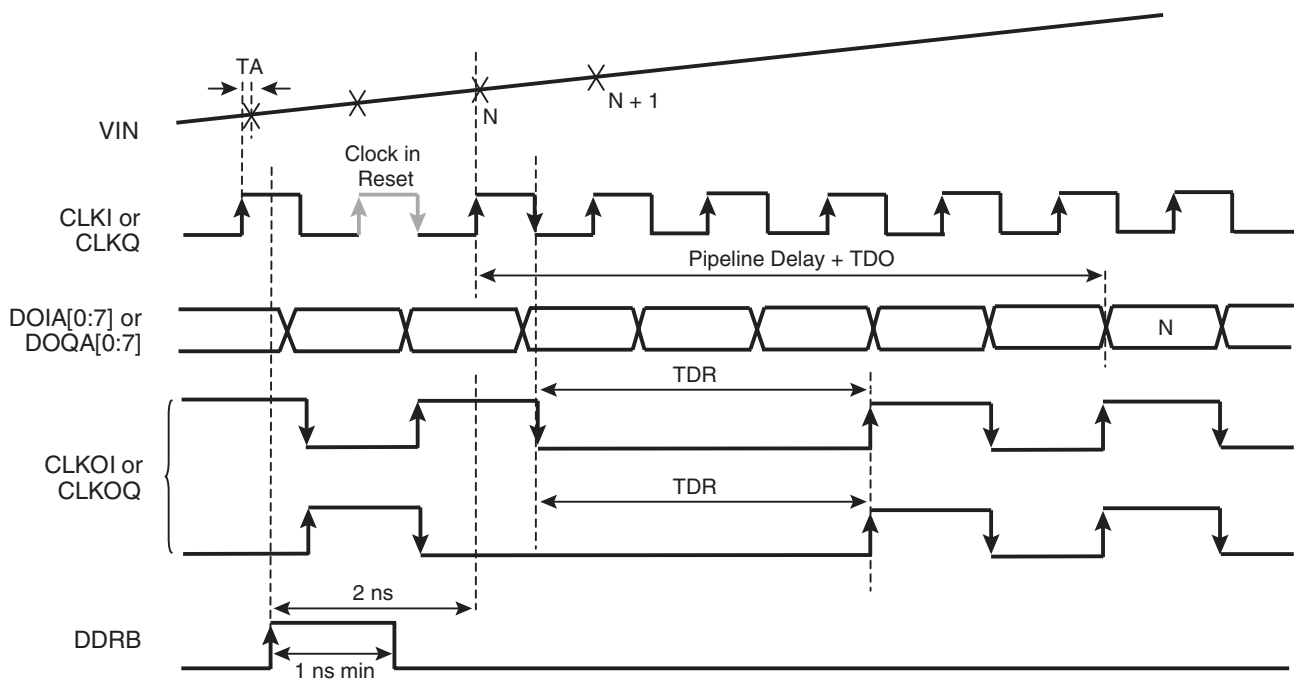 TA
VIN
N
N + 1
Clock in
Reset
CLKI or
CLKQ
Pipeline Delay + TDO
DOIA[0:7] or
DOQA[0:7]
N
TDR
CLKOI or
CLKOQ
TDR
2 ns
DDRB
1 ns min